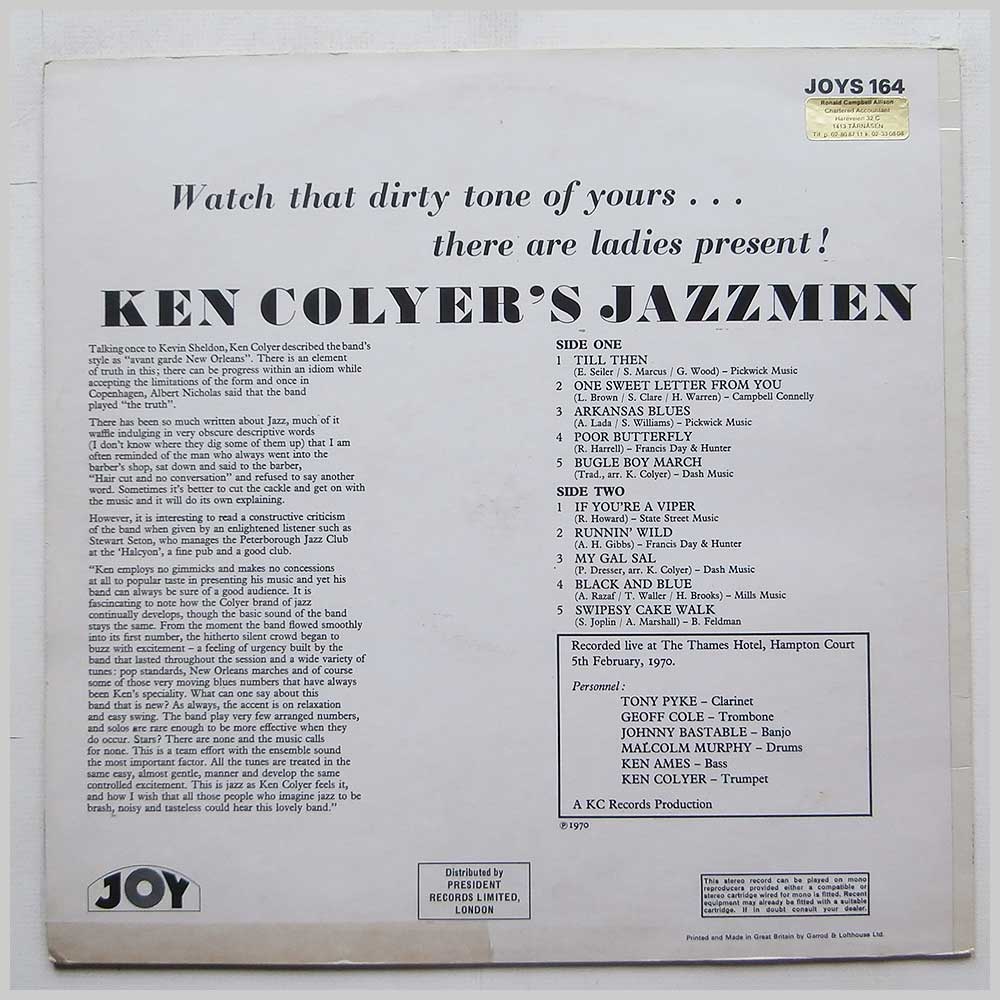 JOYS 164
Ronald Campbell Allison
Chartered Accountant
Hareveien 32 C
1413 TÅRNÅSEN
Tlf. p. 02-80 87 11 k. 02-33 08 08
Watch that dirty tone of yours . . .
there are ladies present !
KEN COLYER'S JAZZMEN
Talking once to Kevin Sheldon, Ken Colyer described the band's
style as "avant garde New Orleans". There is an element
of truth in this; there can be progress within an idiom while
accepting the limitations of the form and once in
Copenhagen, Albert Nicholas said that the band
played "the truth".
There has been so much written about Jazz, much of it
waffle indulging in very obscure descriptive words
(I don't know where they dig some of them up) that I am
often reminded of the man who always went into the
barber's shop, sat down and said to the barber,
"Hair cut and no conversation" and refused to say another
word. Sometimes it's better to cut the cackle and get on with
the music and it will do its own explaining.
However, it is interesting to read a constructive criticism
of the band when given by an enlightened listener such as
Stewart Seton, who manages the Peterborough Jazz Club
at the 'Halcyon', a fine pub and a good club.
"Ken employs no gimmicks and makes no concessions
at all to popular taste in presenting his music and yet his
band can always be sure of a good audience. It is
fascincating to note how the Colyer brand of jazz
continually develops, though the basic sound of the band
stays the same. From the moment the band flowed smoothly
into its first number, the hitherto silent crowd began to
buzz with excitement – a feeling of urgency built by the
band that lasted throughout the session and a wide variety of
tunes: pop standards, New Orleans marches and of course
some of those very moving blues numbers that have always
been Ken's speciality. What can one say about this
band that is new? As always, the accent is on relaxation
and easy swing. The band play very few arranged numbers,
and solos are rare enough to be more effective when they
do occur. Stars? There are none and the music calls
for none. This is a team effort with the ensemble sound
the most important factor. All the tunes are treated in the
same easy, almost gentle, manner and develop the same
controlled excitement. This is jazz as Ken Colyer feels it,
and how I wish that all those people who imagine jazz to be
brash, noisy and tasteless could hear this lovely band."
SIDE ONE
1 TILL THEN
(E. Seiler / S. Marcus / G. Wood) – Pickwick Music
2 ONE SWEET LETTER FROM YOU
(L. Brown / S. Clare / H. Warren) – Campbell Connelly
3 ARKANSAS BLUES
(A. Lada / S. Williams) – Pickwick Music
4 POOR BUTTERFLY
(R. Harrell) – Francis Day & Hunter
5 BUGLE BOY MARCH
(Trad., arr. K. Colyer) – Dash Music
SIDE TWO
1 IF YOU'RE A VIPER
(R. Howard) – State Street Music
2 RUNNIN' WILD
(A. H. Gibbs) – Francis Day & Hunter
3 MY GAL SAL
(P. Dresser, arr. K. Colyer) – Dash Music
4 BLACK AND BLUE
(A. Razaf / T. Waller / H. Brooks) – Mills Music
5 SWIPESY CAKE WALK
(S. Joplin / A. Marshall) – B. Feldman
Recorded live at The Thames Hotel, Hampton Court
5th February, 1970.
Personnel :
TONY PYKE – Clarinet
GEOFF COLE – Trombone
JOHNNY BASTABLE – Banjo
MALCOLM MURPHY – Drums
KEN AMES – Bass
KEN COLYER – Trumpet
A KC Records Production
℗ 1970
JOY
Distributed by
PRESIDENT
RECORDS LIMITED,
LONDON
This stereo record can be played on mono
reproducers provided either a compatible or
stereo cartridge wired for mono is fitted. Recent
equipment may already be fitted with a suitable
cartridge. If in doubt consult your dealer.
Printed and Made in Great Britain by Garrod & Lofthouse Ltd.